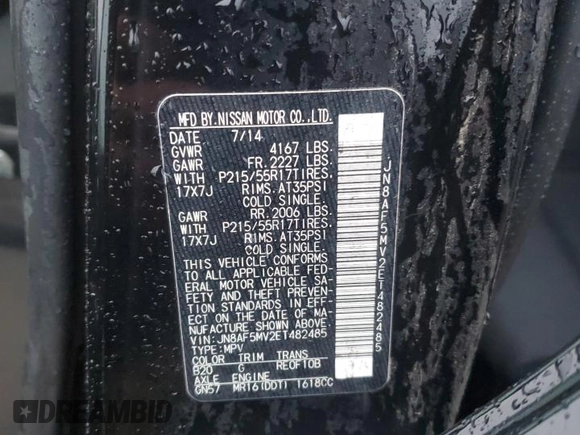 MFD BY NISSAN MOTOR CO.,LTD.
DATE 7/14
GVWR 4167 LBS.
GAWR FR. 2227 LBS.
WITH P215/55R17TIRES.
17X7J RIMS. AT35PSI
COLD SINGLE.
GAWR RR. 2006 LBS.
WITH P215/55R17TIRES.
17X7J RIMS. AT35PSI
COLD SINGLE.
THIS VEHICLE CONFORMS
TO ALL APPLICABLE FED-
ERAL MOTOR VEHICLE SA-
FETY AND THEFT PREVEN-
TION STANDARDS IN EFF-
ECT ON THE DATE OF MA-
NUFACTURE SHOWN ABOVE.
VIN:JN8AF5MV2ET482485
TYPE:MPV
COLOR TRIM TRANS
B20 G RE0F10B
AXLE ENGINE
GN57 MR16(DDT) 1618CC
JN8AF5MV2ET482485
DREAMBID